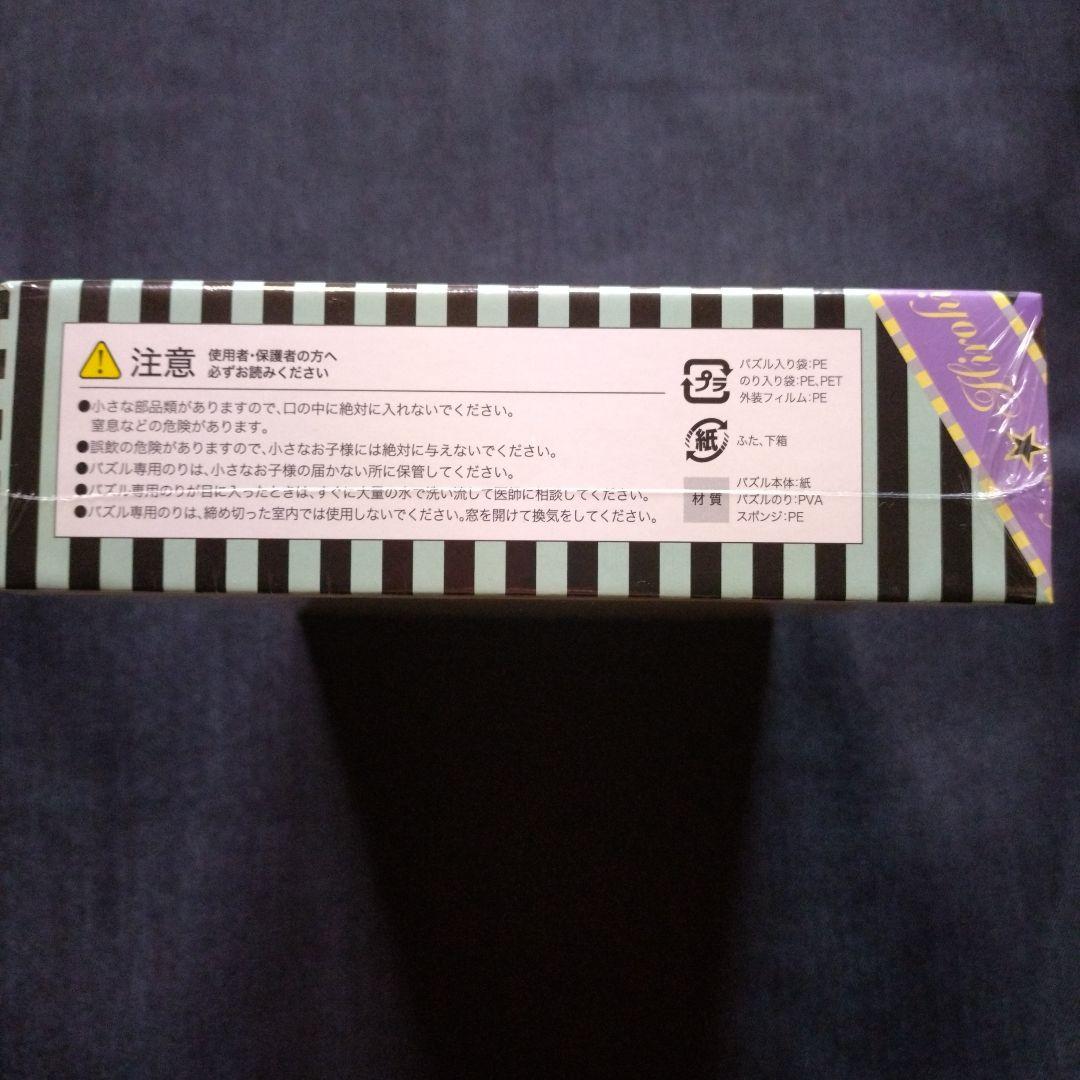 注意
使用者・保護者の方へ
必ずお読みください
●小さな部品類がありますので、口の中に絶対に入れないでください。
窒息などの危険があります。
●誤飲の危険がありますので、小さなお子様には絶対に与えないでください。
●パズル専用のりは、小さなお子様の届かない所に保管してください。
●パズル専用のりが目に入ったときは、すぐに大量の水で洗い流して医師に相談してください。
●パズル専用のりは、締め切った室内では使用しないでください。窓を開けて換気をしてください。
プラ
パズル入り袋:PE
のり入り袋:PE、PET
外装フィルム:PE
紙
ふた、下箱
材質
パズル本体:紙
パズルのり:PVA
スポンジ:PE